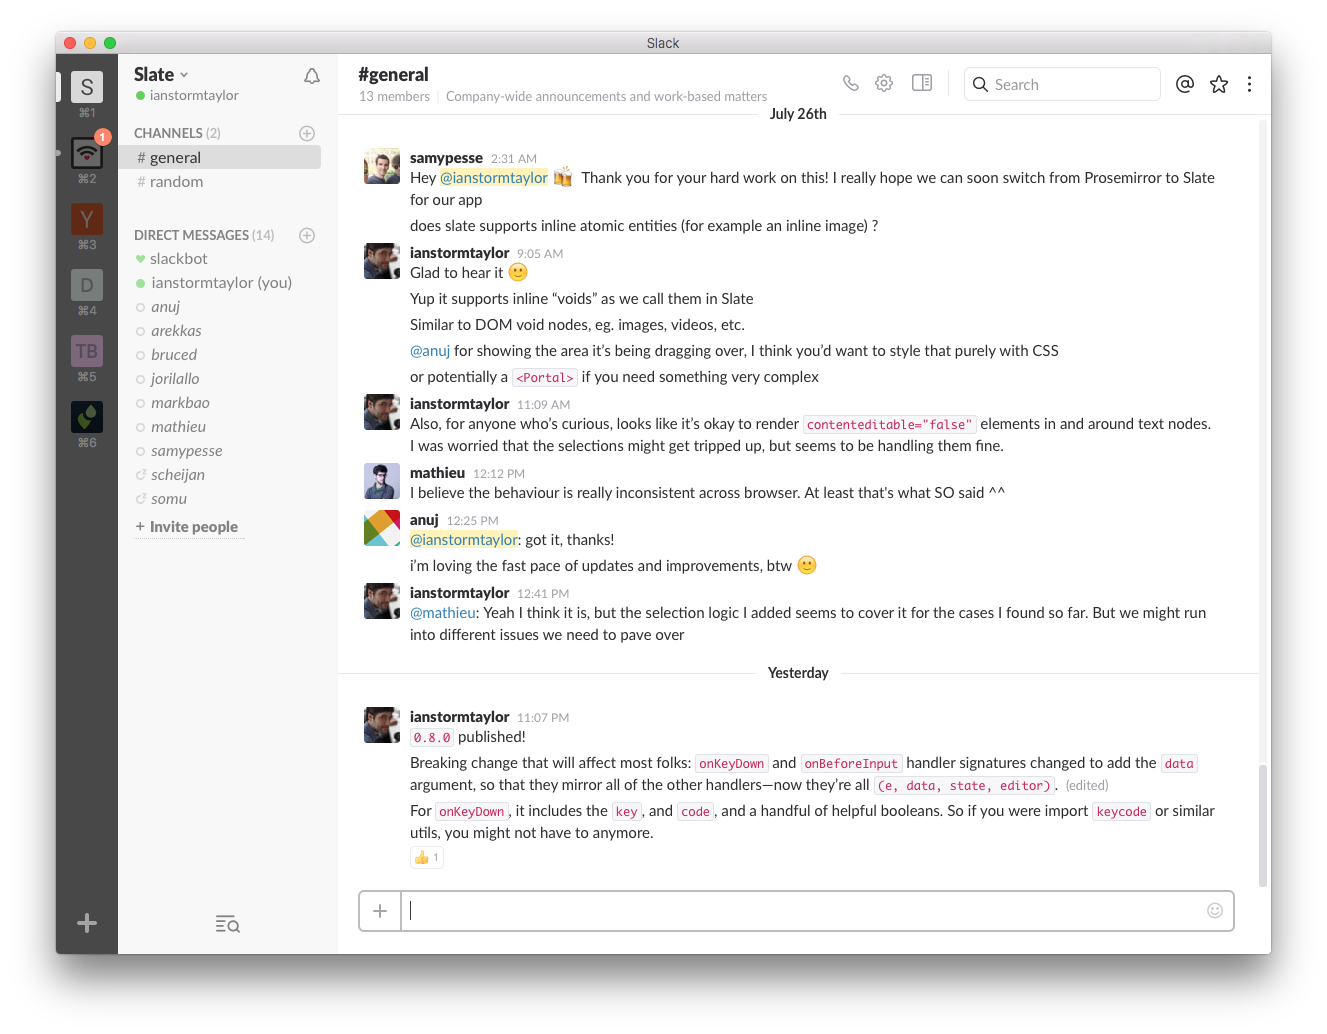 Slack
S
⌘1
1
⌘2
Y
⌘3
D
⌘4
TB
⌘5
⌘6
Slate
ianstormtaylor
CHANNELS (2)
# general
# random
DIRECT MESSAGES (14)
slackbot
ianstormtaylor (you)
anuj
arekkas
bruced
jorilallo
markbao
mathieu
samypesse
scheijan
somu
+ Invite people
#general
13 members
Company-wide announcements and work-based matters
Search
July 26th
samypesse 2:31 AM
Hey @ianstormtaylor 🍻 Thank you for your hard work on this! I really hope we can soon switch from Prosemirror to Slate
for our app
does slate supports inline atomic entities (for example an inline image) ?
ianstormtaylor 9:05 AM
Glad to hear it 🙂
Yup it supports inline “voids” as we call them in Slate
Similar to DOM void nodes, eg. images, videos, etc.
@anuj for showing the area it’s being dragging over, I think you’d want to style that purely with CSS
or potentially a <Portal> if you need something very complex
ianstormtaylor 11:09 AM
Also, for anyone who’s curious, looks like it’s okay to render contenteditable="false" elements in and around text nodes.
I was worried that the selections might get tripped up, but seems to be handling them fine.
mathieu 12:12 PM
I believe the behaviour is really inconsistent across browser. At least that's what SO said ^^
anuj 12:25 PM
@ianstormtaylor: got it, thanks!
i’m loving the fast pace of updates and improvements, btw 🙂
ianstormtaylor 12:41 PM
@mathieu: Yeah I think it is, but the selection logic I added seems to cover it for the cases I found so far. But we might run
into different issues we need to pave over
Yesterday
ianstormtaylor 11:07 PM
0.8.0 published!
Breaking change that will affect most folks: onKeyDown and onBeforeInput handler signatures changed to add the data
argument, so that they mirror all of the other handlers—now they’re all (e, data, state, editor). (edited)
For onKeyDown, it includes the key, and code, and a handful of helpful booleans. So if you were import keycode or similar
utils, you might not have to anymore.
👍 1